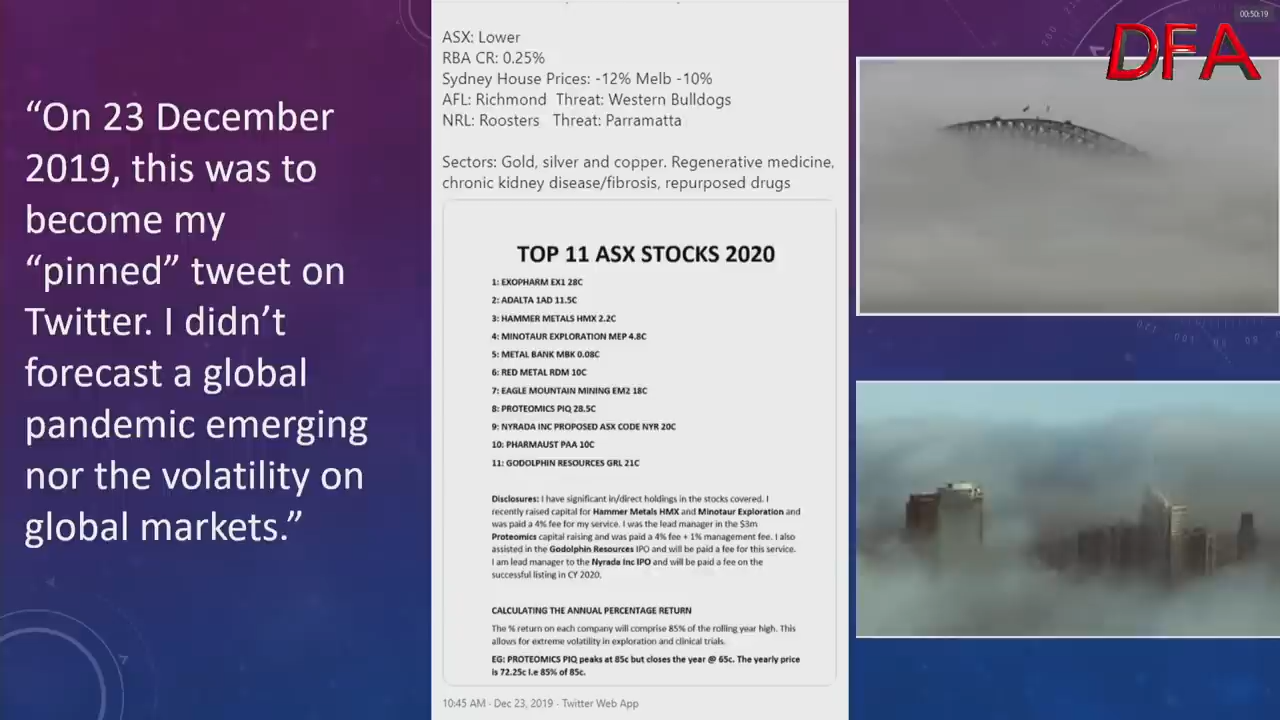 “On 23 December
2019, this was to
become my
“pinned” tweet on
Twitter. I didn’t
forecast a global
pandemic emerging
nor the volatility on
global markets.”
ASX: Lower
RBA CR: 0.25%
Sydney House Prices: -12% Melb -10%
AFL: Richmond Threat: Western Bulldogs
NRL: Roosters Threat: Parramatta
Sectors: Gold, silver and copper. Regenerative medicine,
chronic kidney disease/fibrosis, repurposed drugs
TOP 11 ASX STOCKS 2020
1: EXOPHARM EX1 28C
2: ADALTA 1AD 11.5C
3: HAMMER METALS HMX 2.2C
4: MINOTAUR EXPLORATION MEP 4.8C
5: METAL BANK MBK 0.08C
6: RED METAL RDM 10C
7: EAGLE MOUNTAIN MINING EM2 18C
8: PROTEOMICS PIQ 28.5C
9: NYRADA INC PROPOSED ASX CODE NYR 20C
10: PHARMAUST PAA 10C
11: GODOLPHIN RESOURCES GRL 21C
Disclosures: I have significant in/direct holdings in the stocks covered. I
recently raised capital for Hammer Metals HMX and Minotaur Exploration and
was paid a 4% fee for my service. I was the lead manager in the $3m
Proteomics capital raising and was paid a 4% fee + 1% management fee. I also
assisted in the Godolphin Resources IPO and will be paid a fee for this service.
I am lead manager to the Nyrada Inc IPO and will be paid a fee on the
successful listing in CY 2020.
CALCULATING THE ANNUAL PERCENTAGE RETURN
The % return on each company will comprise 85% of the rolling year high. This
allows for extreme volatility in exploration and clinical trials.
EG: PROTEOMICS PIQ peaks at 85c but closes the year @ 65c. The yearly price
is 72.25c I.e 85% of 85c.
10:45 AM · Dec 23, 2019 · Twitter Web App
00:50:19
DFA